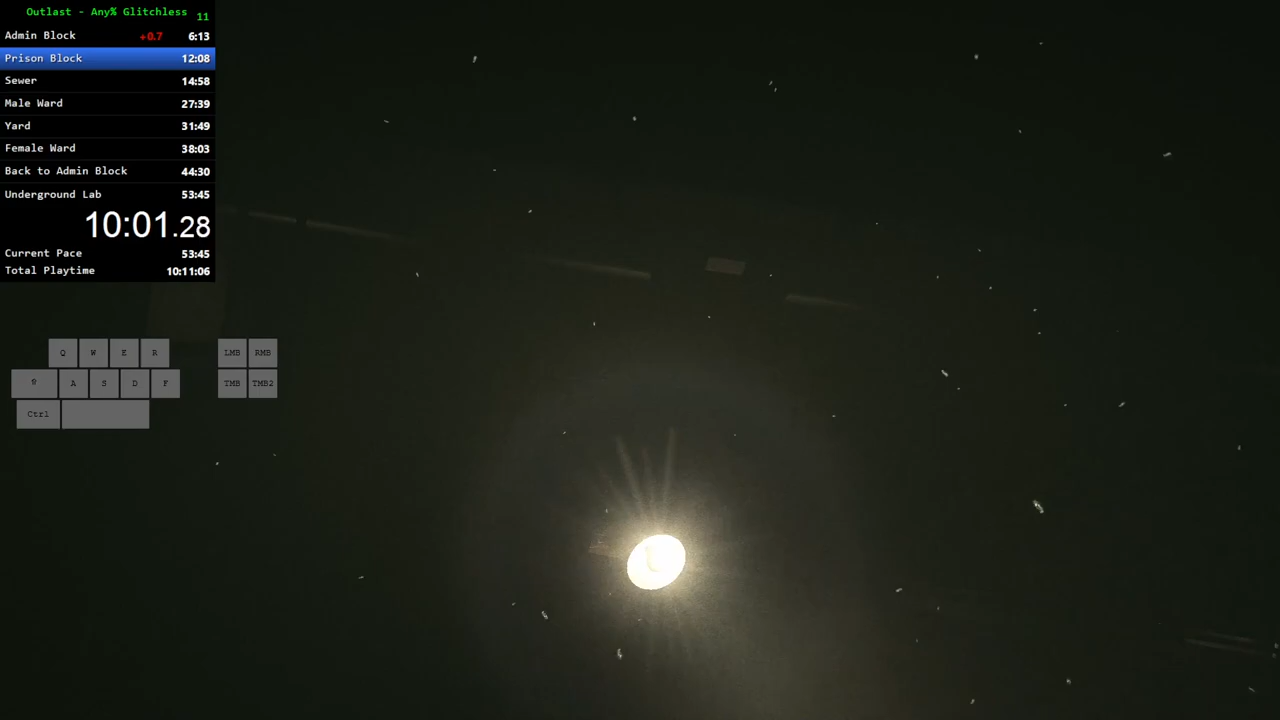 Outlast - Any% Glitchless 11
Admin Block +0.7 6:13
Prison Block 12:08
Sewer 14:58
Male Ward 27:39
Yard 31:49
Female Ward 38:03
Back to Admin Block 44:30
Underground Lab 53:45
10:01.28
Current Pace 53:45
Total Playtime 10:11:06
Q W E R LMB RMB
⇧ A S D F TMB TMB2
Ctrl